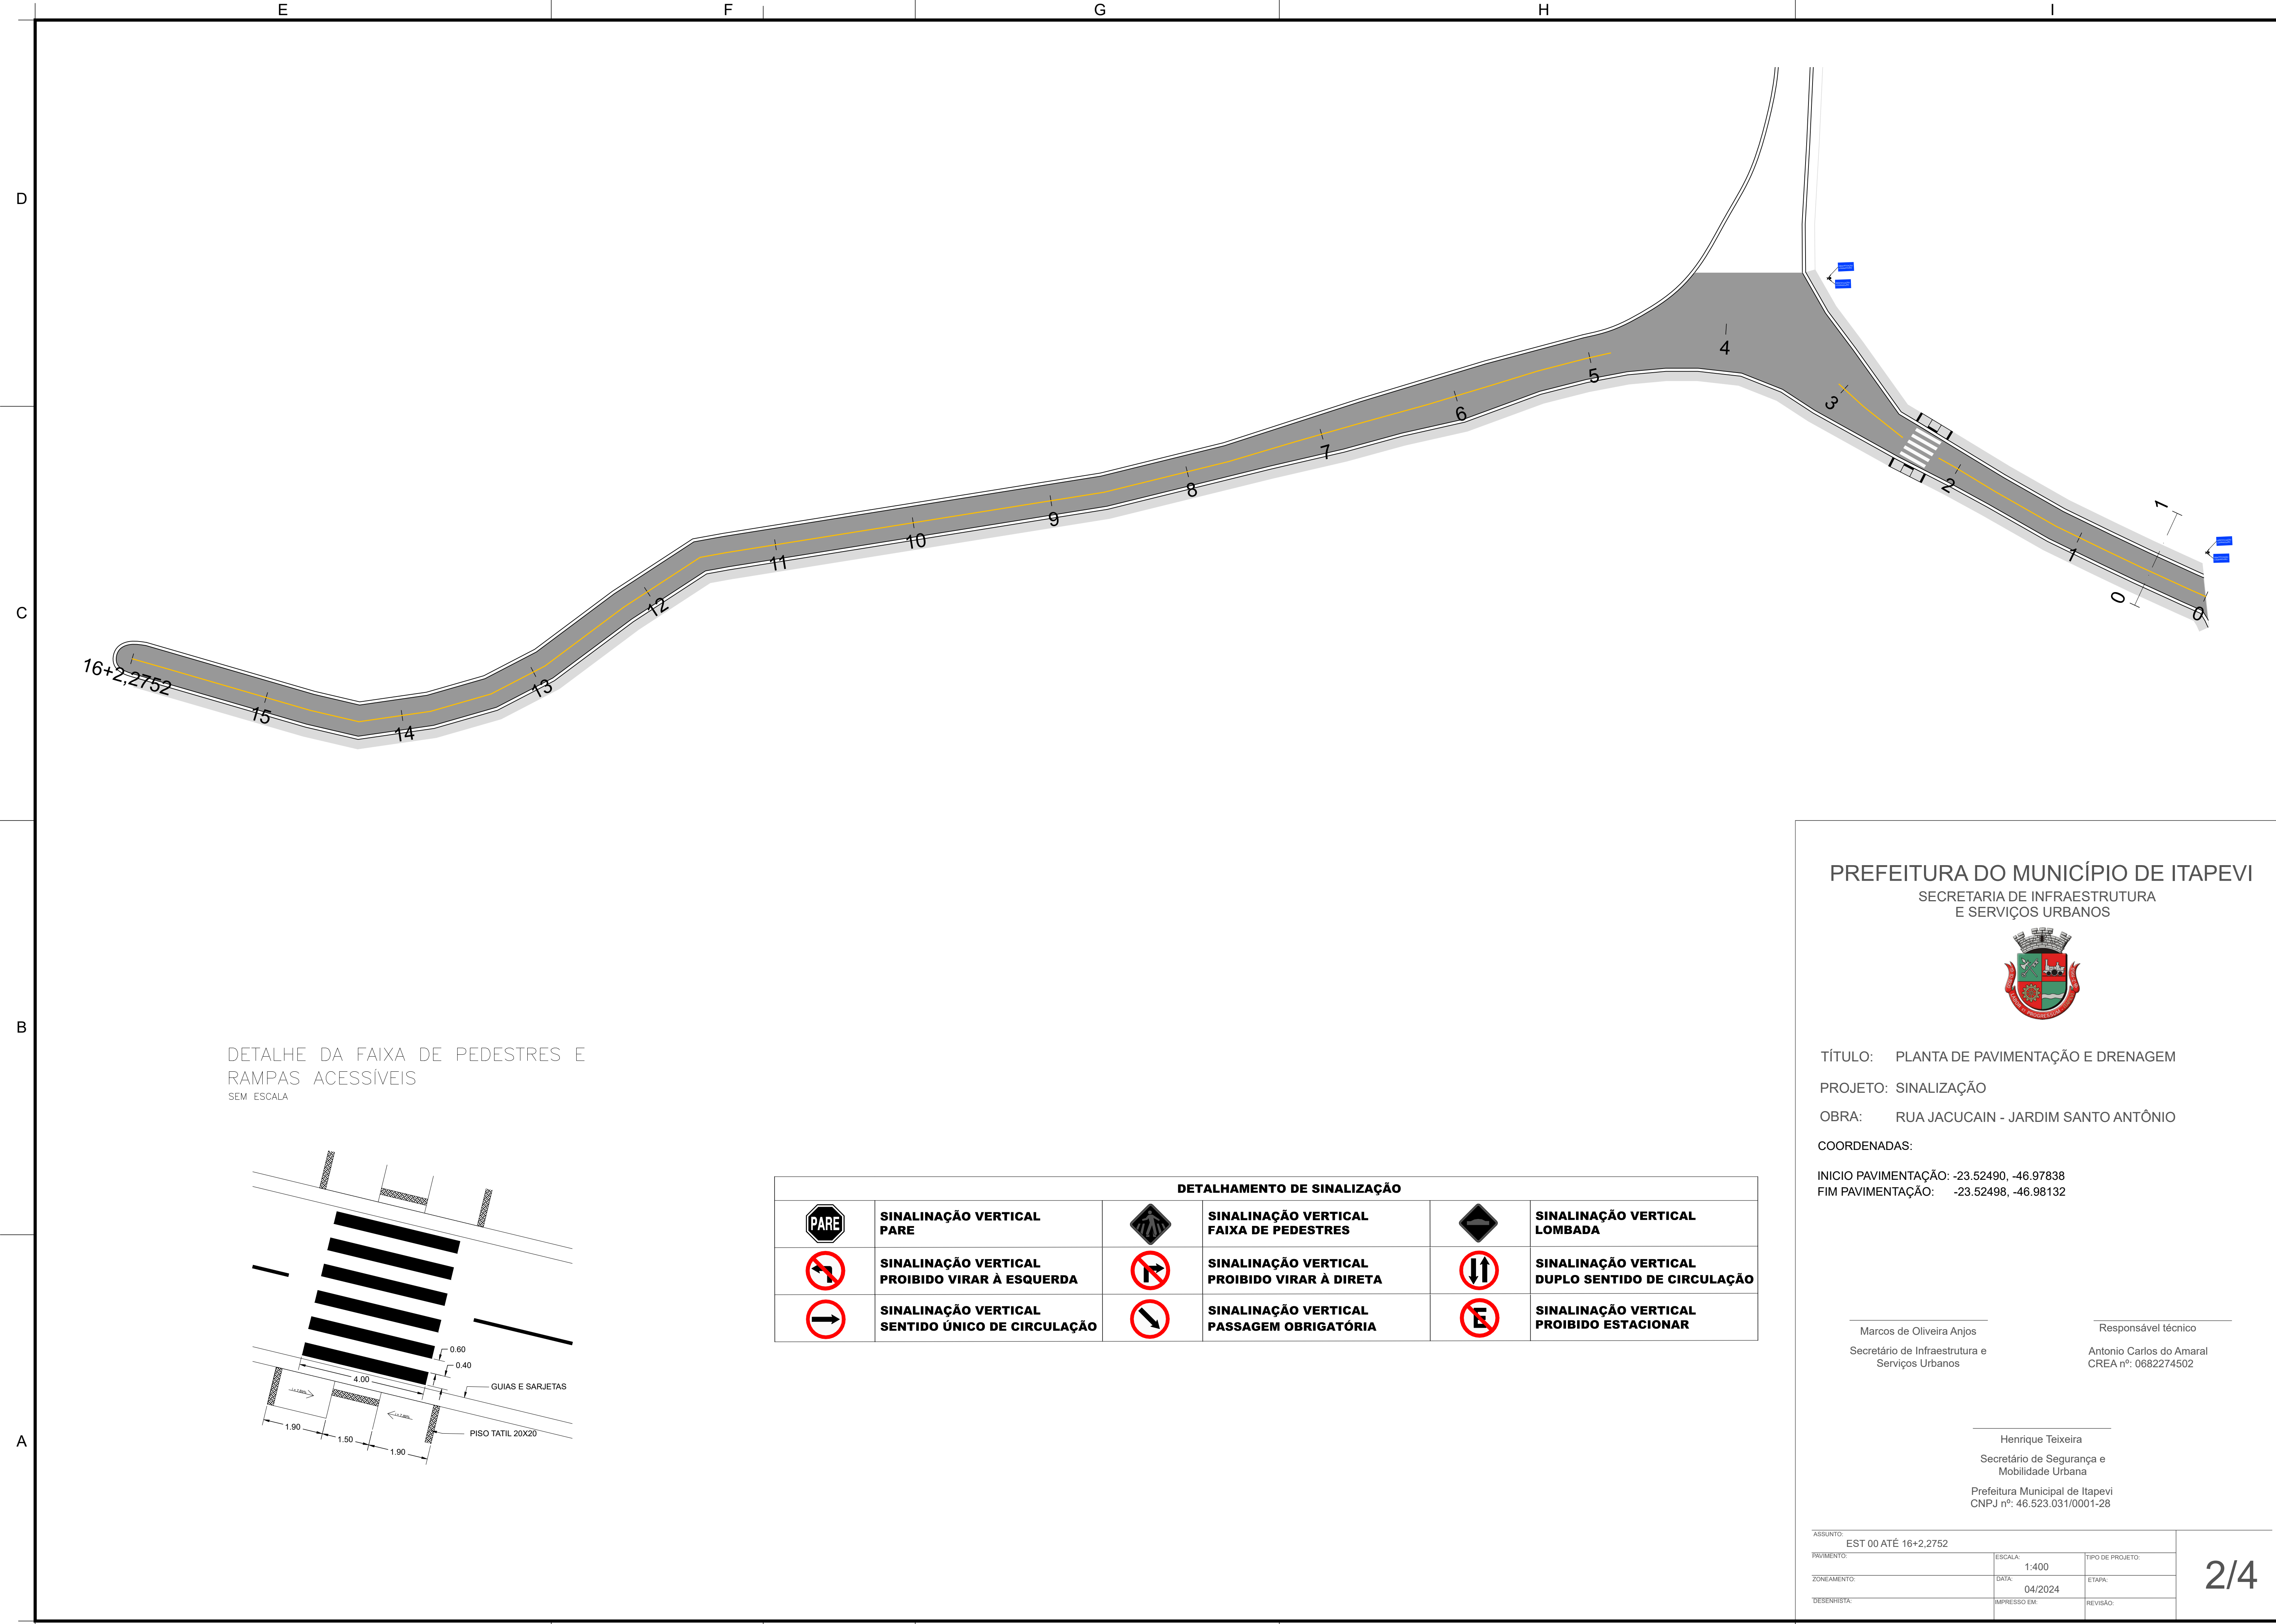 E
F
G
H
I
D
C
B
A
4
5
3
6
7
2
8
1
9
1
10
11
0
12
0
16+2,2752
13
15
14
DETALHE DA FAIXA DE PEDESTRES E
RAMPAS ACESSÍVEIS
SEM ESCALA
0.60
0.40
4.00
GUIAS E SARJETAS
1.90
1.50
1.90
PISO TATIL 20X20
DETALHAMENTO DE SINALIZAÇÃO
PARE
SINALINAÇÃO VERTICAL
PARE
SINALINAÇÃO VERTICAL
FAIXA DE PEDESTRES
SINALINAÇÃO VERTICAL
LOMBADA
SINALINAÇÃO VERTICAL
PROIBIDO VIRAR À ESQUERDA
SINALINAÇÃO VERTICAL
PROIBIDO VIRAR À DIRETA
SINALINAÇÃO VERTICAL
DUPLO SENTIDO DE CIRCULAÇÃO
SINALINAÇÃO VERTICAL
SENTIDO ÚNICO DE CIRCULAÇÃO
SINALINAÇÃO VERTICAL
PASSAGEM OBRIGATÓRIA
E
SINALINAÇÃO VERTICAL
PROIBIDO ESTACIONAR
PREFEITURA DO MUNICÍPIO DE ITAPEVI
SECRETARIA DE INFRAESTRUTURA
E SERVIÇOS URBANOS
TÍTULO: PLANTA DE PAVIMENTAÇÃO E DRENAGEM
PROJETO: SINALIZAÇÃO
OBRA: RUA JACUCAIN - JARDIM SANTO ANTÔNIO
COORDENADAS:
INICIO PAVIMENTAÇÃO: -23.52490, -46.97838
FIM PAVIMENTAÇÃO: -23.52498, -46.98132
Marcos de Oliveira Anjos
Secretário de Infraestrutura e
Serviços Urbanos
Responsável técnico
Antonio Carlos do Amaral
CREA nº: 0682274502
Henrique Teixeira
Secretário de Segurança e
Mobilidade Urbana
Prefeitura Municipal de Itapevi
CNPJ nº: 46.523.031/0001-28
ASSUNTO:
EST 00 ATÉ 16+2,2752
PAVIMENTO:
ESCALA:
1:400
TIPO DE PROJETO:
ZONEAMENTO:
DATA:
04/2024
ETAPA:
DESENHISTA:
IMPRESSO EM:
REVISÃO:
2/4